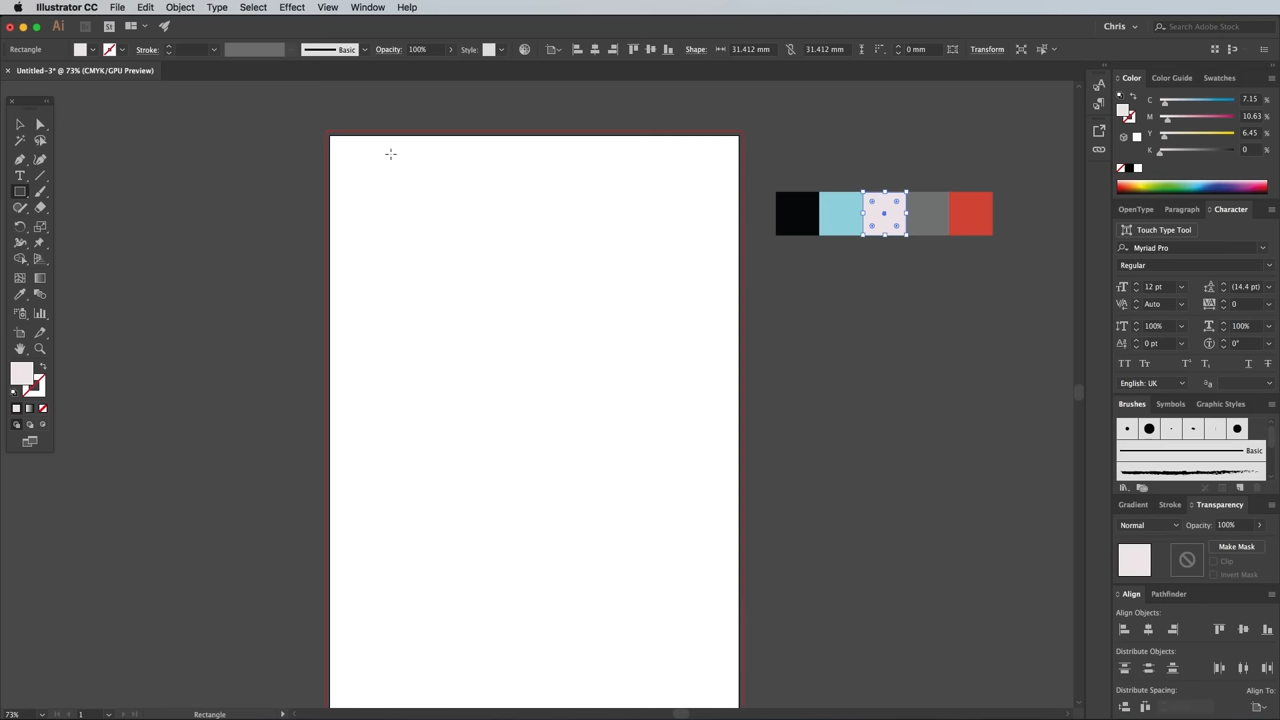 Illustrator CC File Edit Object Type Select Effect View Window Help
Ai Br St Chris Search Adobe Stock
Rectangle Stroke: Basic Opacity: 100% Style: Shape: 31.412 mm 31.412 mm 0 mm Transform
Untitled-3* @ 73% (CMYK/GPU Preview)
Color Color Guide Swatches
C 7.15 %
M 10.63 %
Y 6.45 %
K 0 %
OpenType Paragraph Character
Touch Type Tool
Myriad Pro
Regular
12 pt (14.4 pt)
Auto 0
100% 100%
0 pt 0°
English: UK
Brushes Symbols Graphic Styles
Basic
Gradient Stroke Transparency
Normal Opacity: 100%
Make Mask
Clip
Invert Mask
Align Pathfinder
Align Objects:
Distribute Objects:
Distribute Spacing: Align To:
73% 1 Rectangle